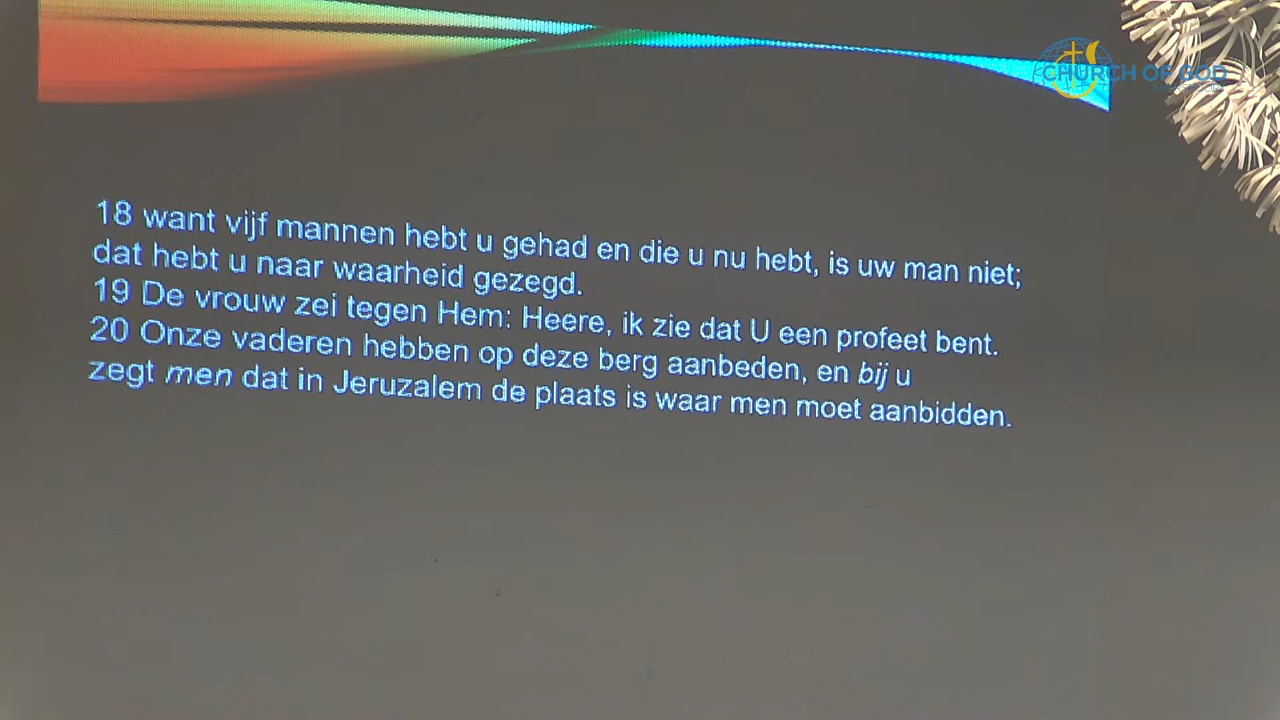 CHURCH OF GOD
18 want vijf mannen hebt u gehad en die u nu hebt, is uw man niet;
dat hebt u naar waarheid gezegd.
19 De vrouw zei tegen Hem: Heere, ik zie dat U een profeet bent.
20 Onze vaderen hebben op deze berg aanbeden, en bij u
zegt men dat in Jeruzalem de plaats is waar men moet aanbidden.